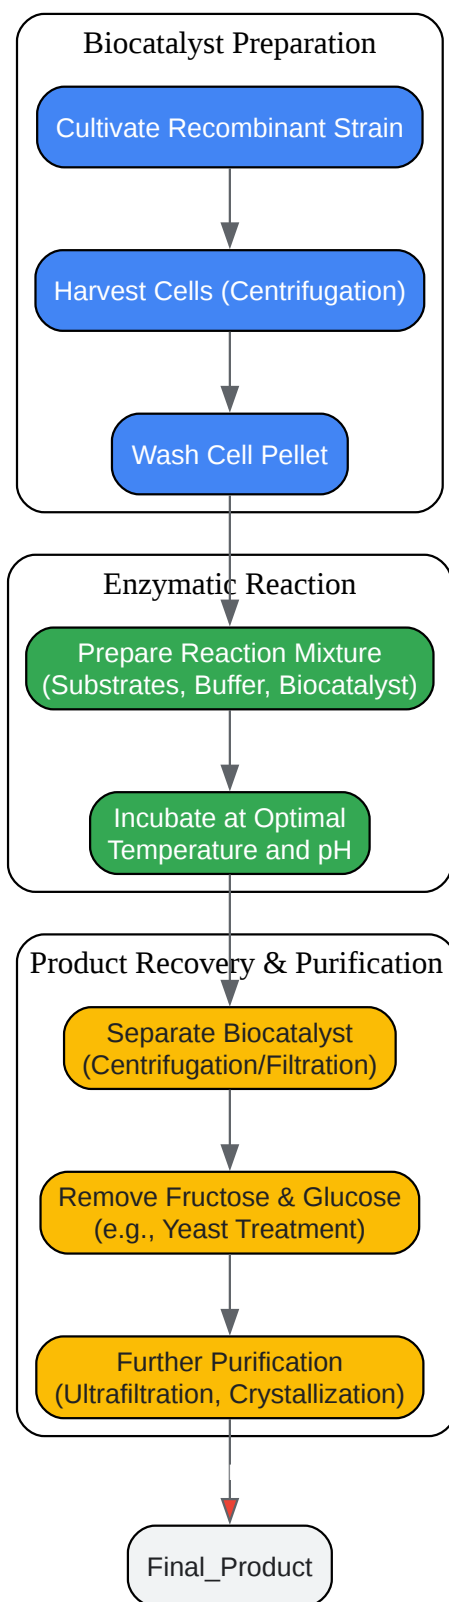 Biocatalyst Preparation
Cultivate Recombinant Strain
Harvest Cells (Centrifugation)
Wash Cell Pellet
Enzymatic Reaction
Prepare Reaction Mixture
(Substrates, Buffer, Biocatalyst)
Incubate at Optimal
Temperature and pH
Product Recovery & Purification
Separate Biocatalyst
(Centrifugation/Filtration)
Remove Fructose & Glucose
(e.g., Yeast Treatment)
Further Purification
(Ultrafiltration, Crystallization)
Final_Product